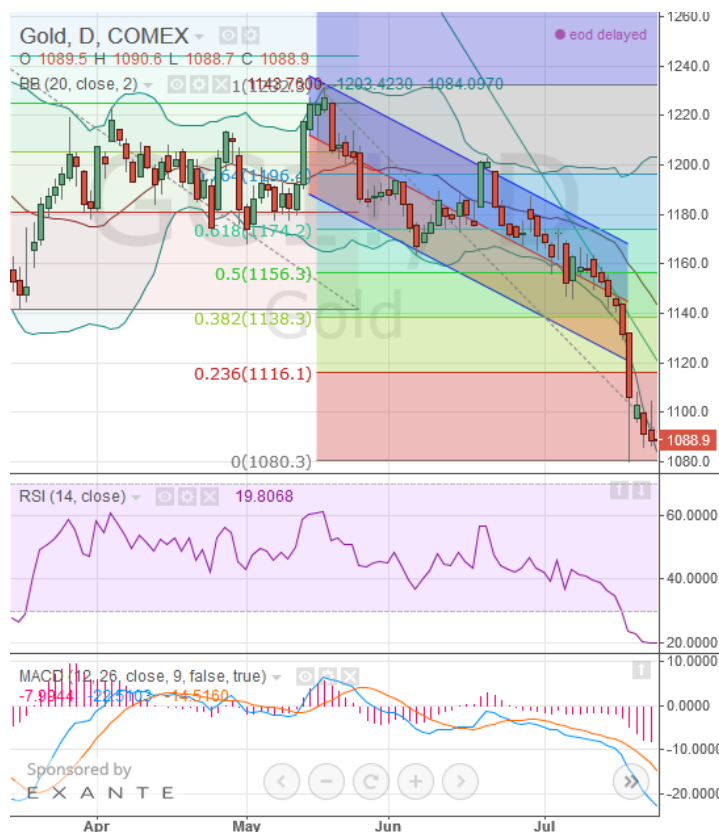 1260.0
Gold, D, COMEX
eod delayed
O 1089.5 H 1090.6 L 1088.7 C 1088.9
1240.0
BB (20, close, 2) 1143.7600 1203.4230 1084.0970
1220.0
1200.0
1180.0
0.618(1174.2)
1160.0
0.5(1156.3)
Gold
1140.0
0.382(1138.3)
1120.0
0.236(1116.1)
1100.0
1088.9
0(1080.3)
1080.0
RSI (14, close) 19.8068
60.0000
40.0000
20.0000
MACD (12, 26, close, 9, false, true)
10.0000
-7.9944
0.0000
-10.0000
Sponsored by
EXANTE
-20.0000
Apr May Jun Jul